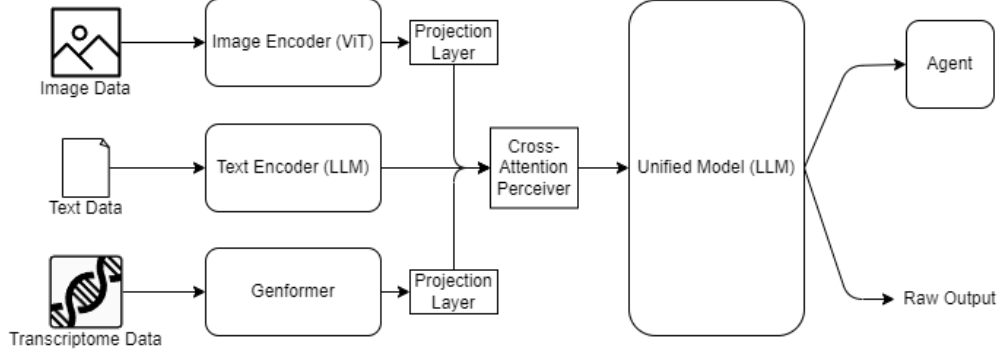 Image Data
Image Encoder (ViT)
Projection
Layer
Text Data
Text Encoder (LLM)
Cross-
Attention
Perceiver
Unified Model (LLM)
Agent
Transcriptome Data
Genformer
Projection
Layer
Raw Output